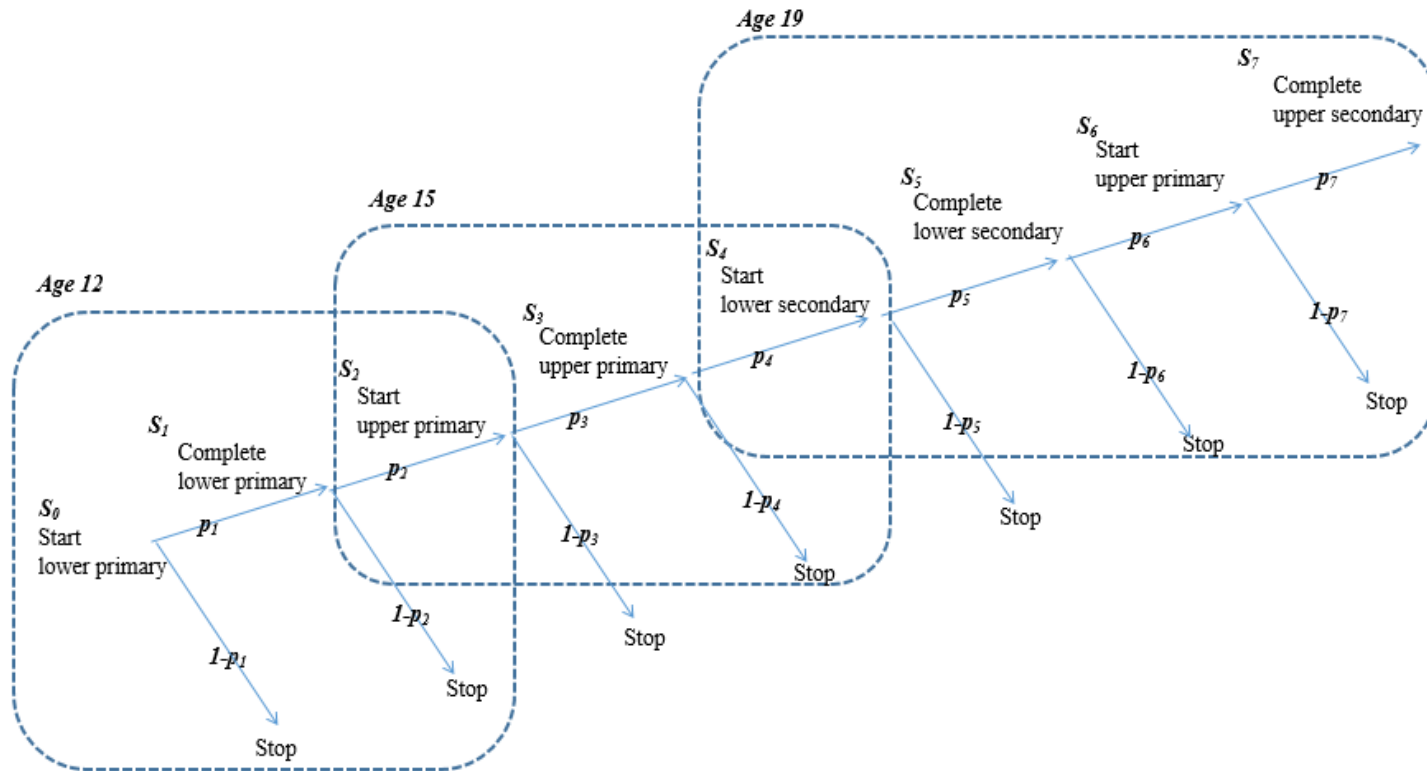 Age 19
S7
Complete
upper secondary
S6
Start
upper primary
p7
Age 15
S5
Complete
lower secondary
p6
S4
Start
lower secondary
p5
1-p7
Age 12
S3
Complete
upper primary
p4
1-p6
Stop
S2
Start
upper primary
p3
1-p5
Stop
S1
Complete
lower primary
p2
1-p4
Stop
S0
Start
lower primary
p1
1-p3
Stop
1-p2
Stop
1-p1
Stop
Stop